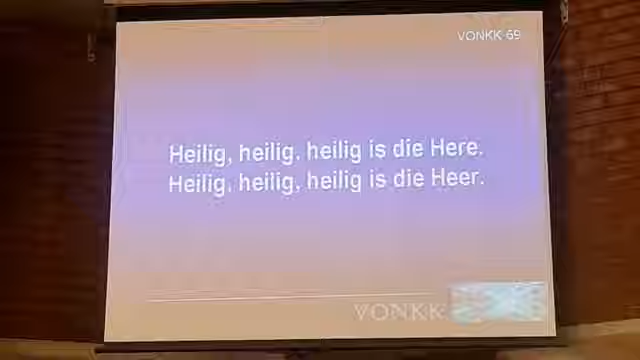 VONKK 69
Heilig, heilig, heilig is die Here.
Heilig, heilig, heilig is die Heer.
VONKK